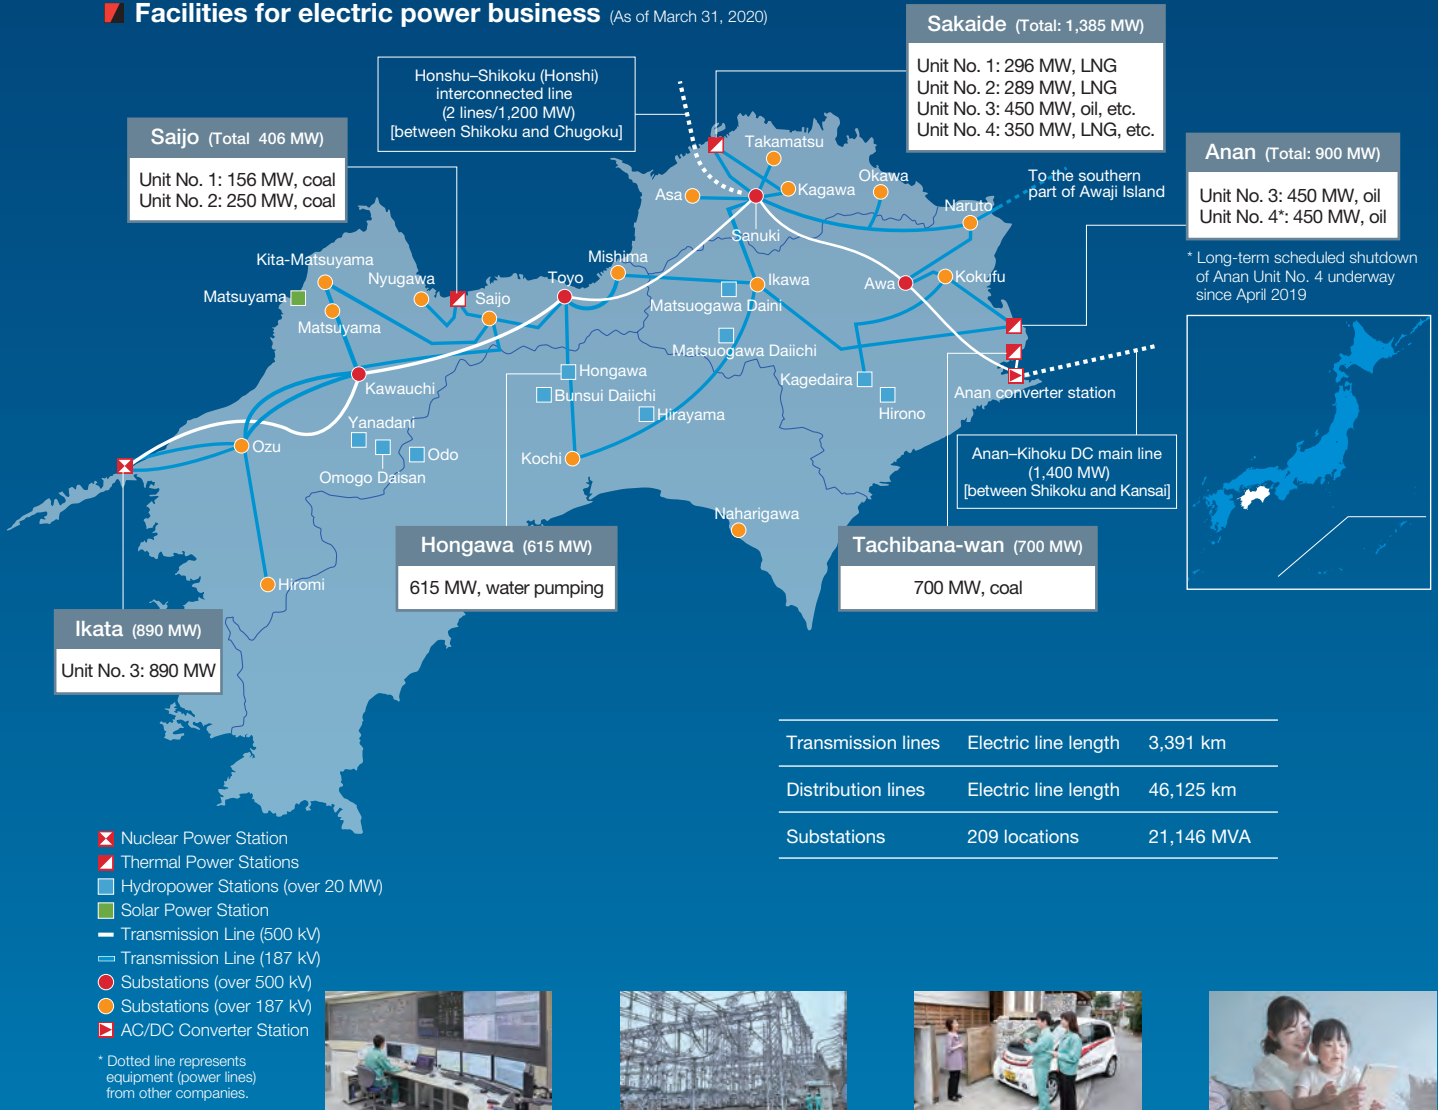 Facilities for electric power business (As of March 31, 2020)
Sakaide (Total: 1,385 MW)
Unit No. 1: 296 MW, LNG
Unit No. 2: 289 MW, LNG
Unit No. 3: 450 MW, oil, etc.
Unit No. 4: 350 MW, LNG, etc.
Honshu–Shikoku (Honshi)
interconnected line
(2 lines/1,200 MW)
[between Shikoku and Chugoku]
Saijo (Total 406 MW)
Unit No. 1: 156 MW, coal
Unit No. 2: 250 MW, coal
Anan (Total: 900 MW)
Unit No. 3: 450 MW, oil
Unit No. 4*: 450 MW, oil
* Long-term scheduled shutdown
of Anan Unit No. 4 underway
since April 2019
To the southern
part of Awaji Island
Takamatsu
Asa
Kagawa
Okawa
Naruto
Sanuki
Kita-Matsuyama
Nyugawa
Mishima
Toyo
Matsuyama
Saijo
Ikawa
Awa
Kokufu
Matsuyama
Matsuogawa Daini
Matsuogawa Daiichi
Kawauchi
Hongawa
Bunsui Daiichi
Kagedaira
Hirono
Anan converter station
Hirayama
Yanadani
Ozu
Odo
Omogo Daisan
Kochi
Anan–Kihoku DC main line
(1,400 MW)
[between Shikoku and Kansai]
Naharigawa
Hiromi
Hongawa (615 MW)
615 MW, water pumping
Tachibana-wan (700 MW)
700 MW, coal
Ikata (890 MW)
Unit No. 3: 890 MW
Transmission lines Electric line length 3,391 km
Distribution lines Electric line length 46,125 km
Substations 209 locations 21,146 MVA
Nuclear Power Station
Thermal Power Stations
Hydropower Stations (over 20 MW)
Solar Power Station
Transmission Line (500 kV)
Transmission Line (187 kV)
Substations (over 500 kV)
Substations (over 187 kV)
AC/DC Converter Station
* Dotted line represents
equipment (power lines)
from other companies.